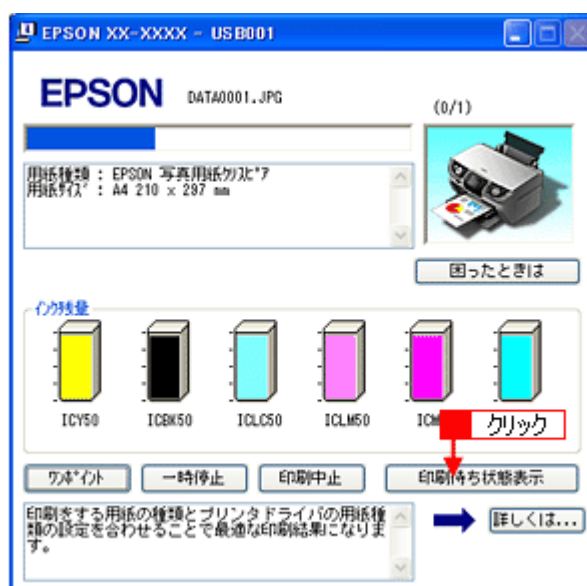 EPSON XX-XXXX - USB001
EPSON DATA0001.JPG
(0/1)
用紙種類 : EPSON 写真用紙クリスピア
用紙サイズ : A4 210 x 297 mm
困ったときは
インク残量
ICY50 ICBK50 ICLC50 ICLM50 ICM
クリック
ワンポイント 一時停止 印刷中止 印刷待ち状態表示
印刷をする用紙の種類とプリンタドライバの用紙種
類の設定を合わせることで最適な印刷結果になりま
す。
詳しくは...